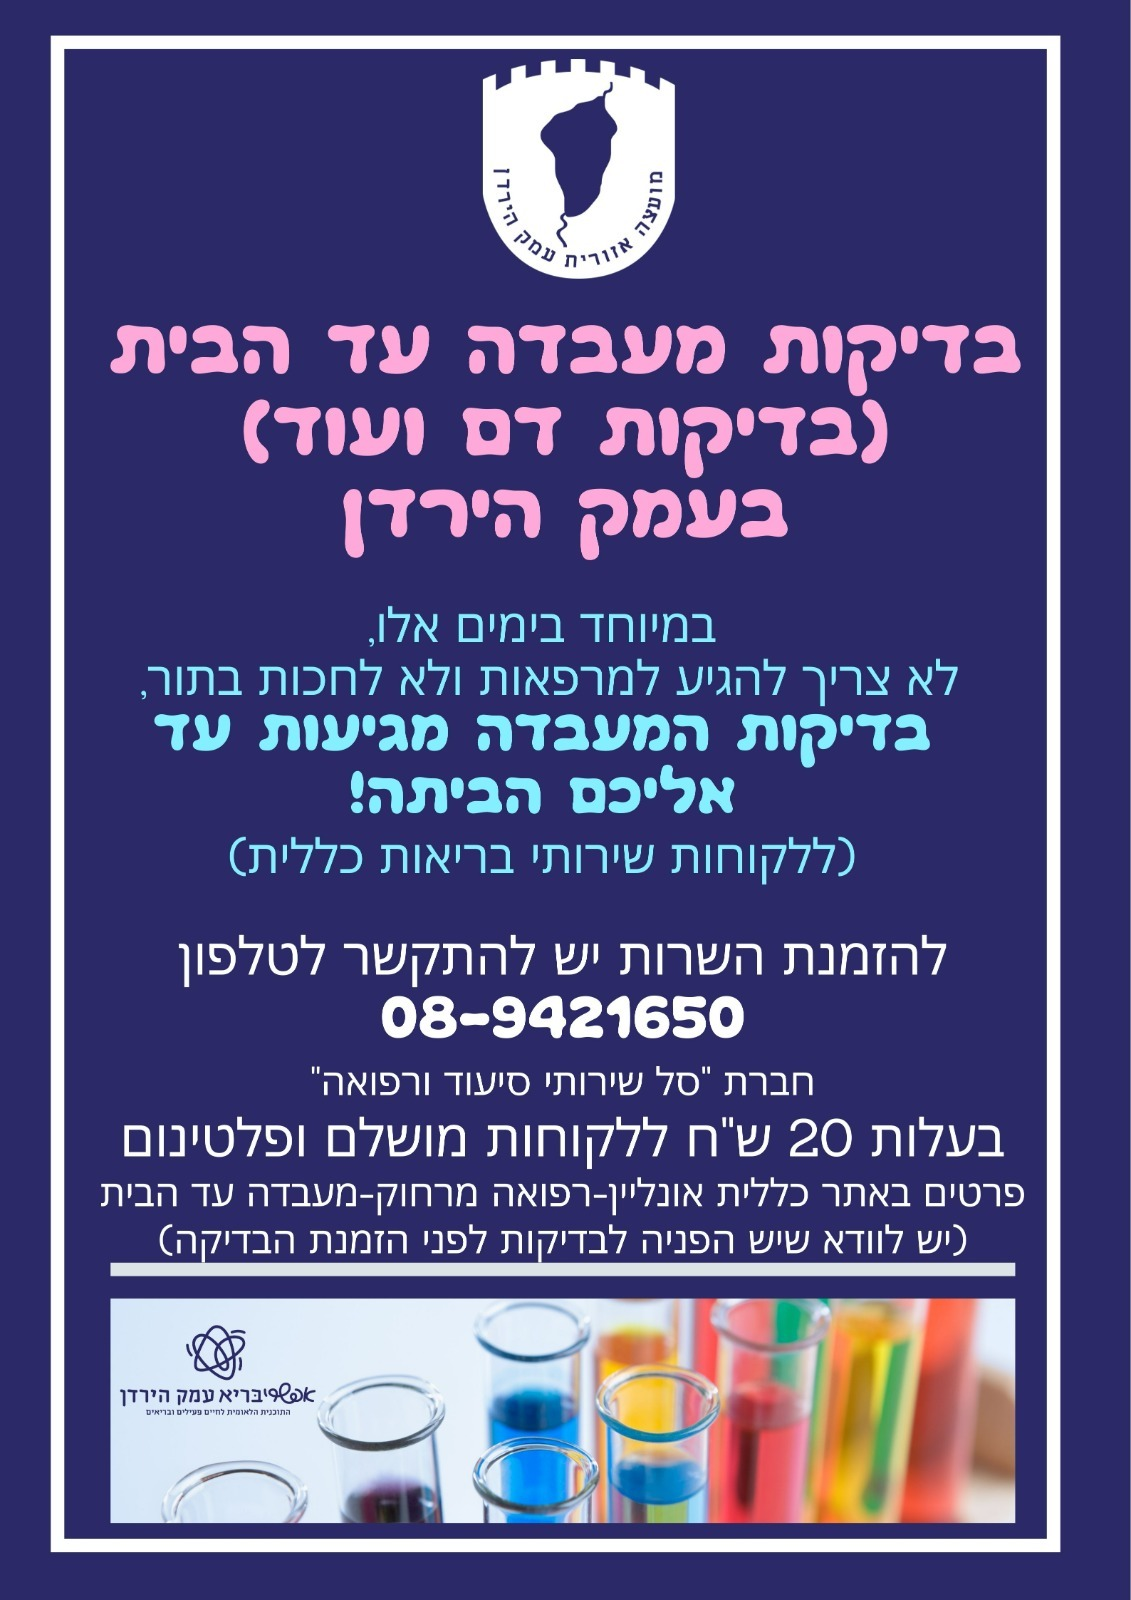 מועצה אזורית עמק הירדן
בדיקות מעבדה עד הבית
(בדיקות דם ועוד)
בעמק הירדן
במיוחד בימים אלו,
לא צריך להגיע למרפאות ולא לחכות בתור,
בדיקות המעבדה מגיעות עד
אליכם הביתה!
(ללקוחות שירותי בריאות כללית)
להזמנת השרות יש להתקשר לטלפון
08-9421650
חברת "סל שירותי סיעוד ורפואה"
בעלות 20 ש"ח ללקוחות מושלם ופלטינום
פרטים באתר כללית אונליין-רפואה מרחוק-מעבדה עד הבית
(יש לוודא שיש הפניה לבדיקות לפני הזמנת הבדיקה)
אפשריבריא עמק הירדן
התוכנית הלאומית לחיים פעילים ובריאים